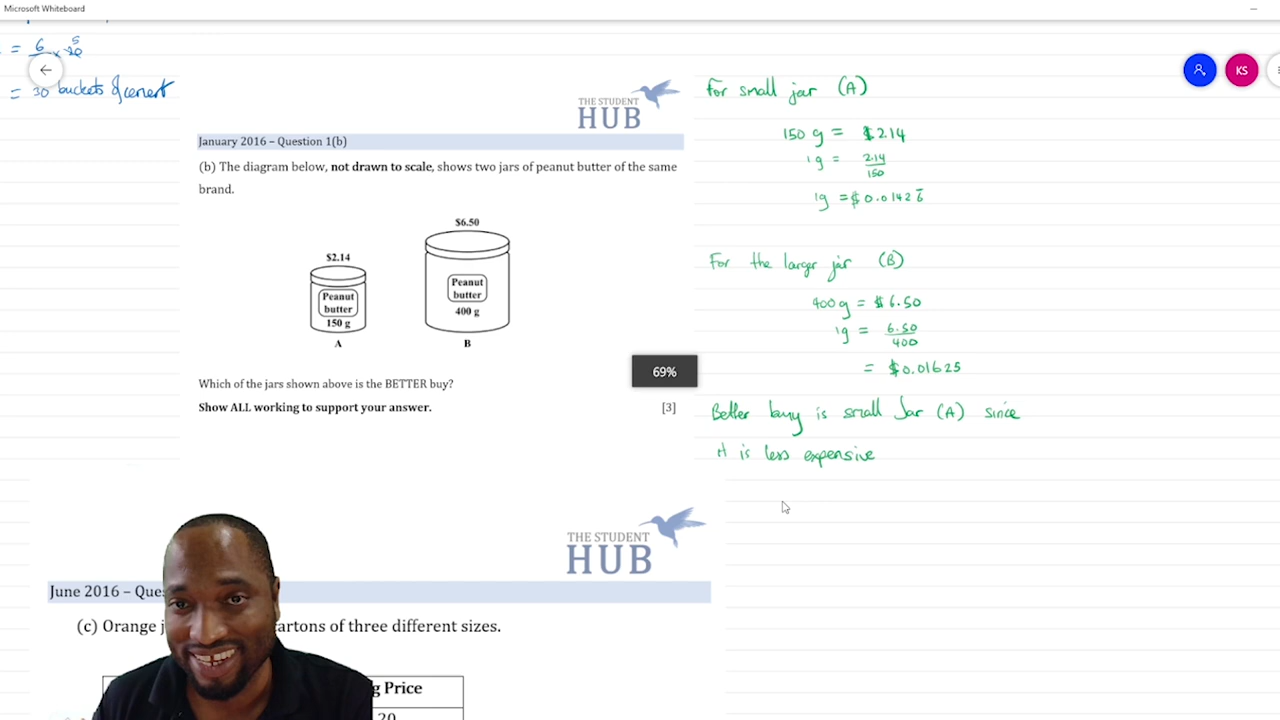 Microsoft Whiteboard
= 6/ x 20 5
= 30 buckets of cement
KS
THE STUDENT
HUB
January 2016 – Question 1(b)
(b) The diagram below, not drawn to scale, shows two jars of peanut butter of the same
brand.
$6.50
$2.14
Peanut
butter
400 g
Peanut
butter
150 g
A
B
Which of the jars shown above is the BETTER buy?
Show ALL working to support your answer.
[3]
69%
For small jar (A)
150 g = $2.14
1g = 2.14/150
1g = $0.01426̄
For the larger jar (B)
400g = $6.50
1g = 6.50/400
= $0.01625
Better buy is small Jar (A) since
it is less expensive
THE STUDENT
HUB
June 2016 – Ques
(c) Orange j artons of three different sizes.
g Price
20